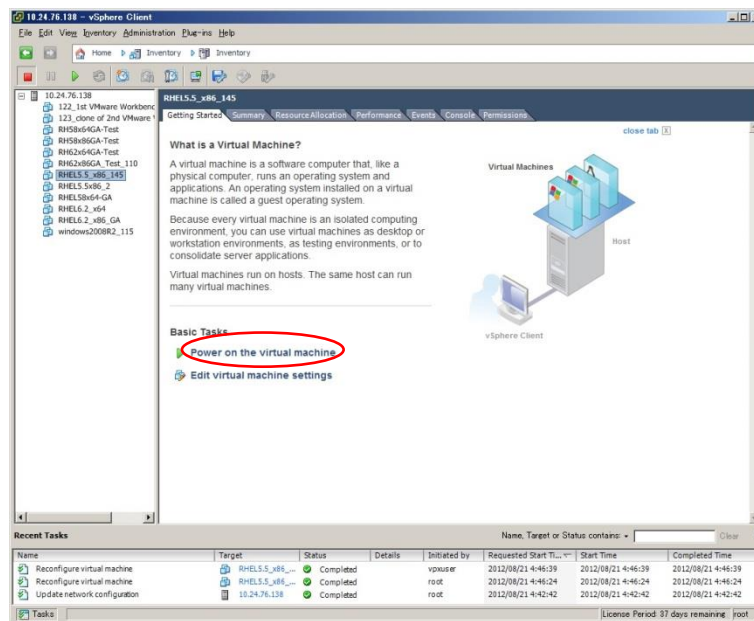 10.24.76.138 - vSphere Client
File Edit View Inventory Administration Plug-ins Help
Home Inventory Inventory
10.24.76.138
122_1st VMware Workbenc
123_clone of 2nd VMware
RH58x64GA-Test
RH58x86GA-Test
RH62x64GA-Test
RH62x86GA_Test_110
RHEL5.5_x86_145
RHEL5.5x86_2
RHEL58x64-GA
RHEL6.2_x64
RHEL6.2_x86_GA
windows2008R2_115
RHEL5.5_x86_145
Getting Started Summary Resource Allocation Performance Events Console Permissions
close tab X
What is a Virtual Machine?
A virtual machine is a software computer that, like a
physical computer, runs an operating system and
applications. An operating system installed on a virtual
machine is called a guest operating system.
Because every virtual machine is an isolated computing
environment, you can use virtual machines as desktop or
workstation environments, as testing environments, or to
consolidate server applications.
Virtual machines run on hosts. The same host can run
many virtual machines.
Virtual Machines
Host
vSphere Client
Basic Tasks
Power on the virtual machine
Edit virtual machine settings
Recent Tasks
Name, Target or Status contains: Clear
Name Target Status Details Initiated by Requested Start Ti... Start Time Completed Time
Reconfigure virtual machine RHEL5.5_x86_... Completed vpxuser 2012/08/21 4:46:39 2012/08/21 4:46:39 2012/08/21 4:46:39
Reconfigure virtual machine RHEL5.5_x86_... Completed root 2012/08/21 4:46:24 2012/08/21 4:46:24 2012/08/21 4:46:24
Update network configuration 10.24.76.138 Completed root 2012/08/21 4:42:42 2012/08/21 4:42:42 2012/08/21 4:42:42
Tasks License Period: 37 days remaining root